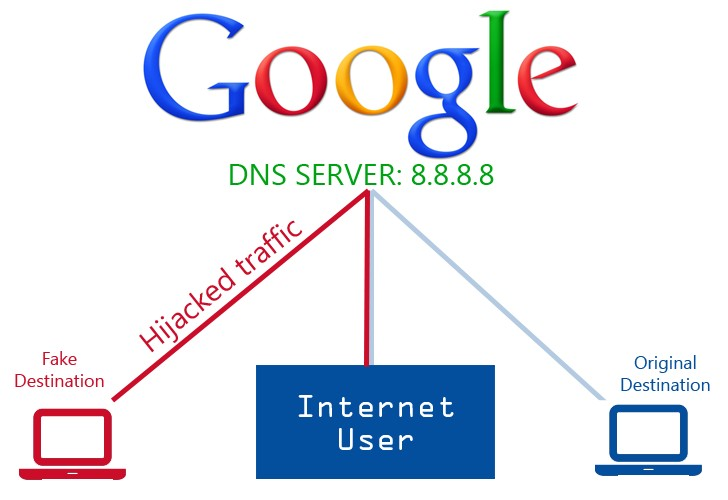 Google
DNS SERVER: 8.8.8.8
Hijacked traffic
Fake
Destination
Internet
User
Original
Destination